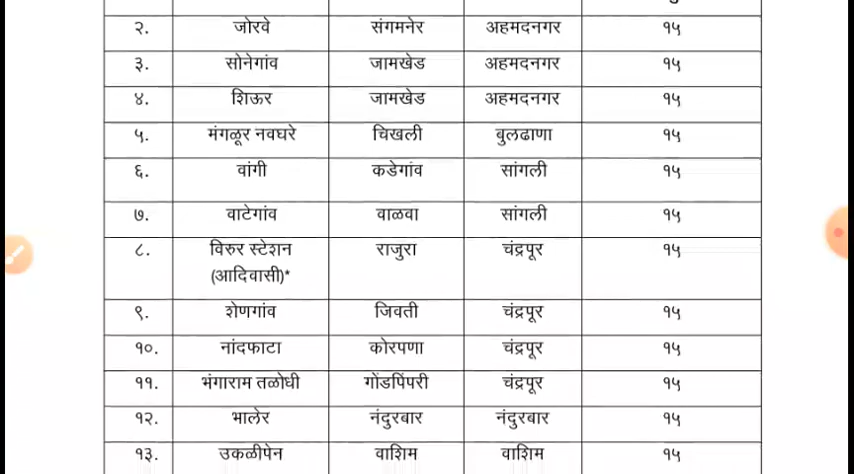 २. जोरवे संगमनेर अहमदनगर १५
३. सोनेगांव जामखेड अहमदनगर १५
४. शिऊर जामखेड अहमदनगर १५
५. मंगळूर नवघरे चिखली बुलढाणा १५
६. वांगी कडेगांव सांगली १५
७. वाटेगांव वाळवा सांगली १५
८. विरुर स्टेशन राजुरा चंद्रपूर १५
(आदिवासी)*
९. शेणगांव जिवती चंद्रपूर १५
१०. नांदफाटा कोरपणा चंद्रपूर १५
११. भंगाराम तळोधी गोंडपिंपरी चंद्रपूर १५
१२. भालेर नंदुरबार नंदुरबार १५
१३. उकळीपेन वाशिम वाशिम १५